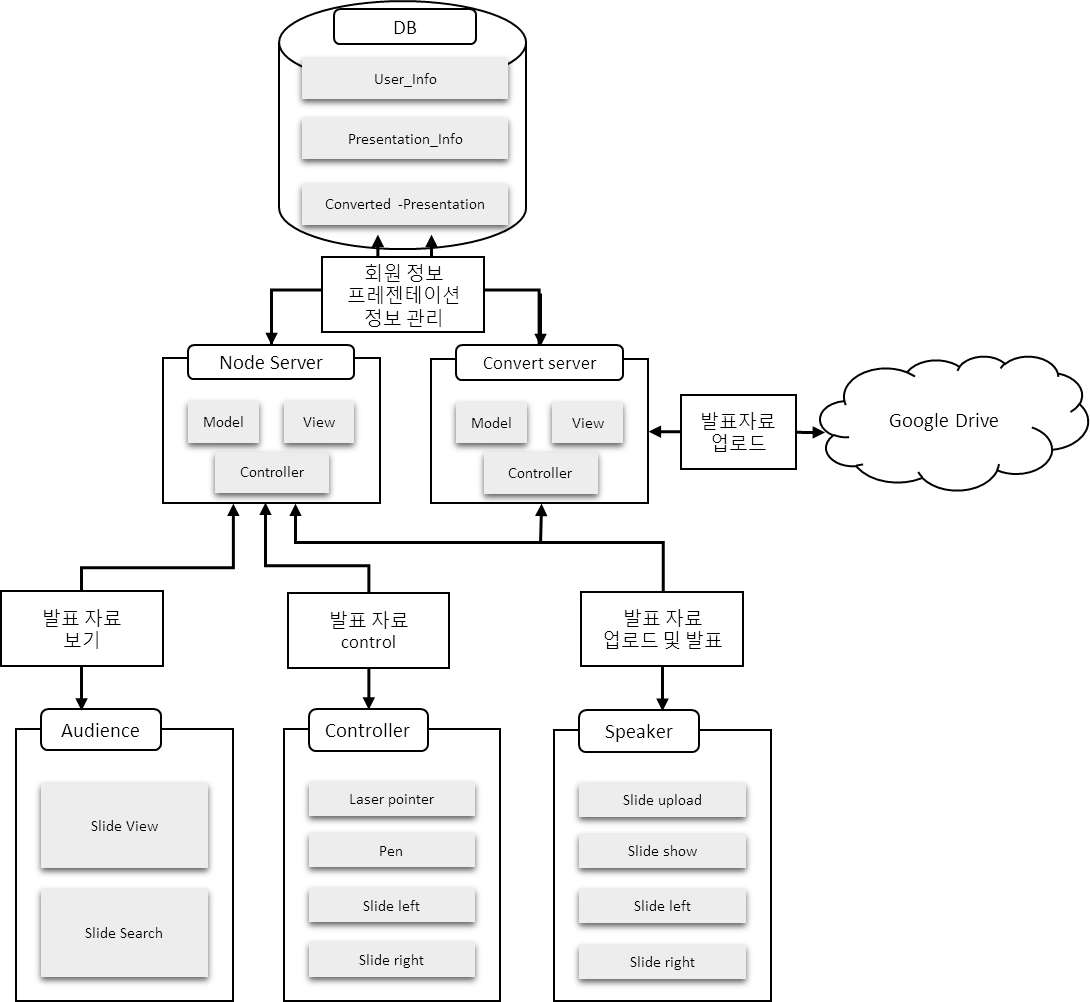 DB
User_Info
Presentation_Info
Converted -Presentation
회원 정보
프레젠테이션
정보 관리
Node Server
Model
View
Controller
Convert server
Model
View
Controller
발표자료
업로드
Google Drive
발표 자료
보기
발표 자료
control
발표 자료
업로드 및 발표
Audience
Slide View
Slide Search
Controller
Laser pointer
Pen
Slide left
Slide right
Speaker
Slide upload
Slide show
Slide left
Slide right